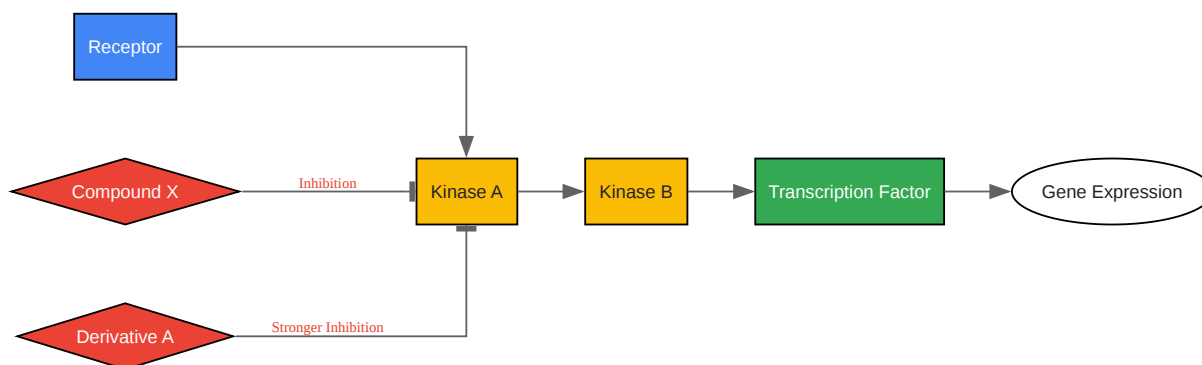 Receptor
Compound X
Inhibition
Kinase A
Kinase B
Transcription Factor
Gene Expression
Derivative A
Stronger Inhibition